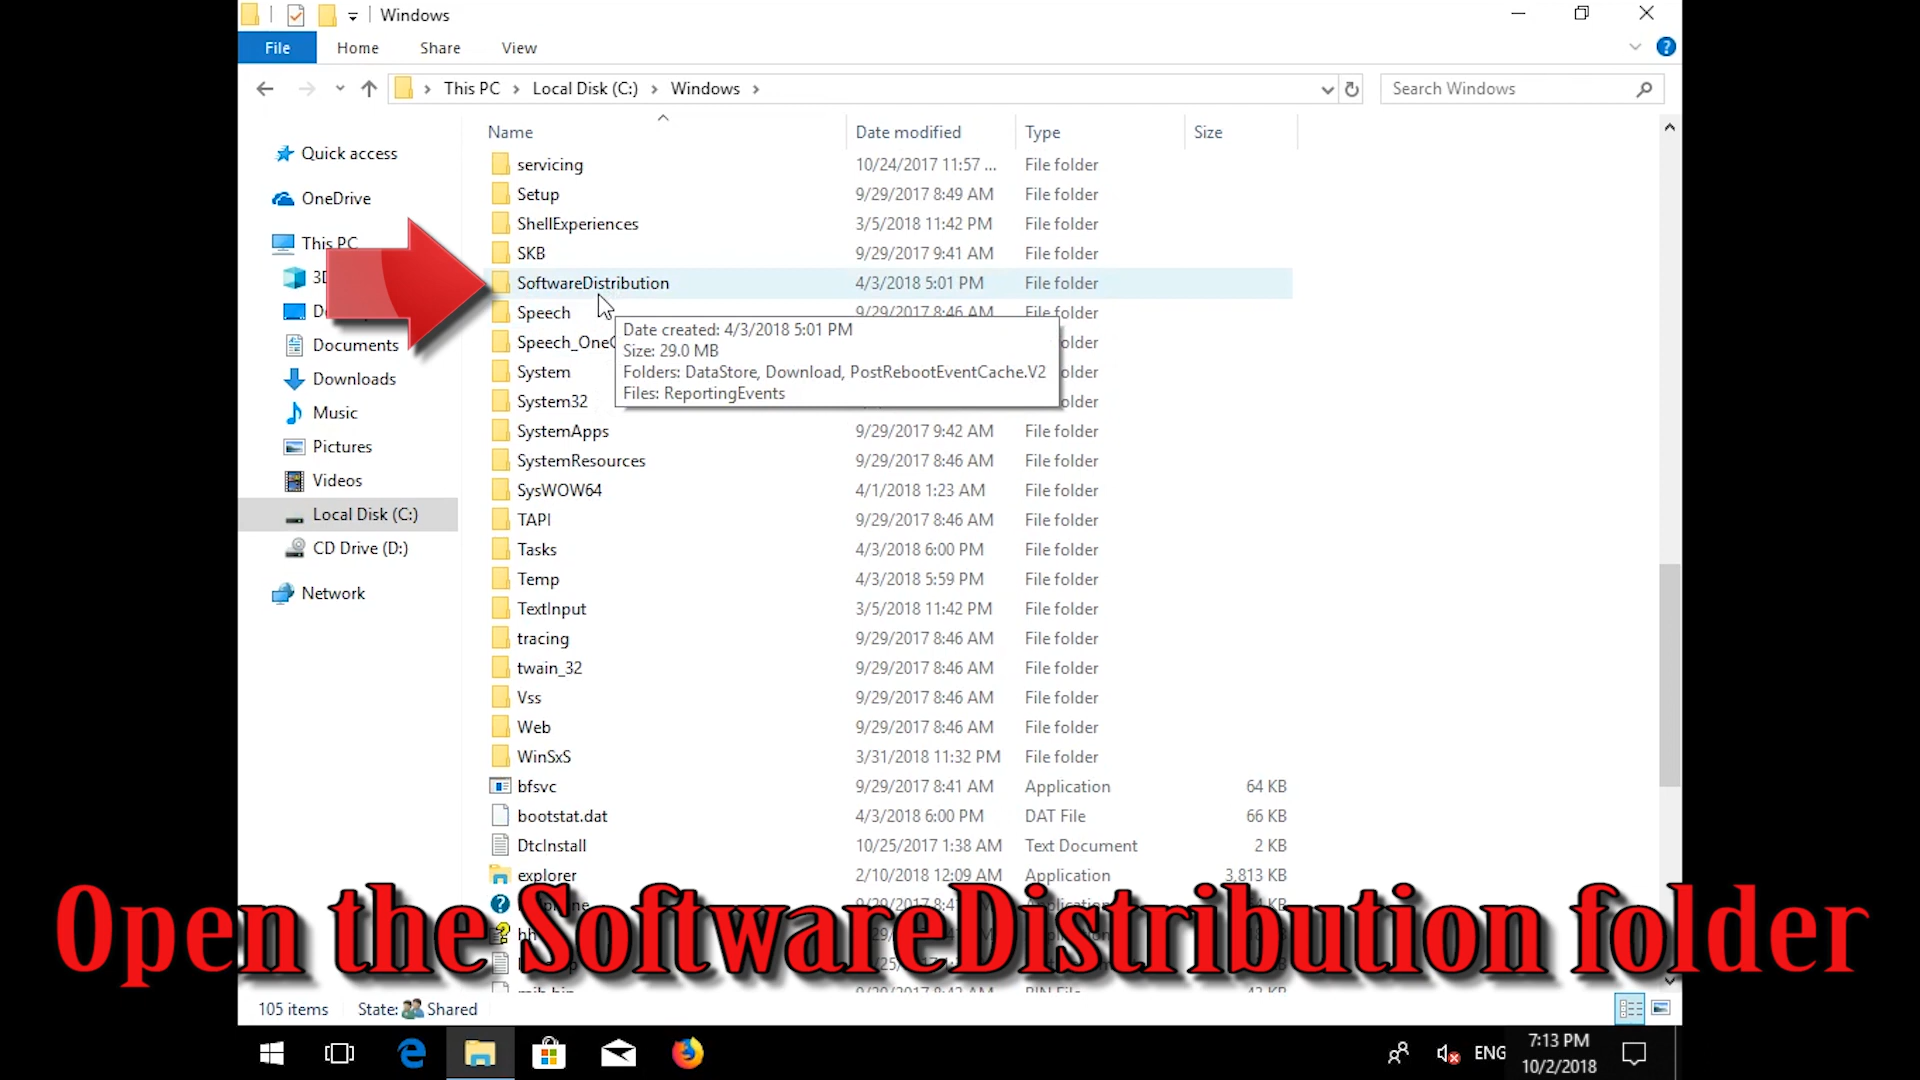 Windows
File Home Share View
This PC Local Disk (C:) Windows
Search Windows
Name Date modified Type Size
Quick access
OneDrive
This PC
3D
Documents
Downloads
Music
Pictures
Videos
Local Disk (C:)
CD Drive (D:)
Network
servicing 10/24/2017 11:57 ... File folder
Setup 9/29/2017 8:49 AM File folder
ShellExperiences 3/5/2018 11:42 PM File folder
SKB 9/29/2017 9:41 AM File folder
SoftwareDistribution 4/3/2018 5:01 PM File folder
Speech 9/29/2017 8:46 AM File folder
Date created: 4/3/2018 5:01 PM
Size: 29.0 MB
Folders: DataStore, Download, PostRebootEventCache.V2
Files: ReportingEvents
System
System32
SystemApps 9/29/2017 9:42 AM File folder
SystemResources 9/29/2017 8:46 AM File folder
SysWOW64 4/1/2018 1:23 AM File folder
TAPI 9/29/2017 8:46 AM File folder
Tasks 4/3/2018 6:00 PM File folder
Temp 4/3/2018 5:59 PM File folder
TextInput 3/5/2018 11:42 PM File folder
tracing 9/29/2017 8:46 AM File folder
twain_32 9/29/2017 8:46 AM File folder
Vss 9/29/2017 8:46 AM File folder
Web 9/29/2017 8:46 AM File folder
WinSxS 3/31/2018 11:32 PM File folder
bfsvc 9/29/2017 8:41 AM Application 64 KB
bootstat.dat 4/3/2018 6:00 PM DAT File 66 KB
DtcInstall 10/25/2017 1:38 AM Text Document 2 KB
explorer 2/10/2018 12:09 AM Application 3,813 KB
Open the SoftwareDistribution folder
105 items State: Shared
ENG
7:13 PM
10/2/2018